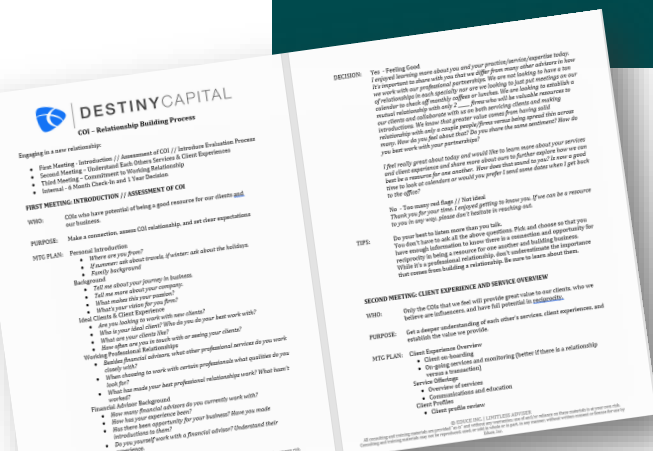 DESTINYCAPITAL
COI – Relationship Building Process
Engaging in a new relationship:
First Meeting - Introduction // Assessment of COI // Introduce Evaluation Process
Second Meeting – Understand Each Others Services & Client Experiences
Third Meeting – Commitment to Working Relationship
Internal - 6 Month Check-In and 1 Year Decision
FIRST MEETING: INTRODUCTION // ASSESSMENT OF COI
WHO: COIs who have potential of being a good resource for our clients and
our business.
PURPOSE: Make a connection, assess COI relationship, and set clear expectations
MTG PLAN: Personal Introduction
Where are you from?
If summer: ask about travels, if winter: ask about the holidays.
Family background
Background
Tell me about your journey in business.
Tell me more about your company.
What makes this your passion?
What's your vision for your firm?
Ideal Clients & Client Experience
Are you looking to work with new clients?
Who is your ideal client? Who do you do your best work with?
What are your clients like?
How often are you in touch with or seeing your clients?
Working Professional Relationships
Besides financial advisors, what other professional services do you work
closely with?
When choosing to work with certain professionals what qualities do you
look for?
What has made your best professional relationships work? What hasn't
worked?
Financial Advisor Background
How many financial advisors do you currently work with?
How has your experience been?
Has there been opportunity for your business? Have you made
introductions to them?
Do you yourself work with a financial advisor? Understand their
experience.
DECISION: Yes - Feeling Good
I enjoyed learning more about you and your practice/service/expertise today.
It's important to share with you that we differ from many other advisors in how
we work with our professional partners. We are not looking to have a ton
of relationships in each specialty nor are we looking to just put meetings on our
calendar to check off monthly coffees or lunches. We are looking to establish a
mutual relationship with only 2 ____ firms who will be valuable resources to
our clients and collaborate with us on both servicing clients and making
introductions. We know that greater value comes from having solid
relationship with only a couple people/firms versus being spread thin across
many. How do you feel about that? Do you share the same sentiment? How do
you best work with your partnerships?
I feel really great about today and would like to learn more about your services
and client experience and share more about ours to further explore how we can
best be a resource for one another. How does that sound to you? Is now a good
time to look at calendars or would you prefer I send some dates when I get back
to the office?
No - Too many red flags // Not ideal
Thank you for your time, I enjoyed getting to know you. If we can be a resource
to you in any way, please don't hesitate in reaching out.
TIPS: Do your best to listen more than you talk.
You don't have to ask all the above questions. Pick and choose so that you
have enough information to know there is a connection and opportunity for
reciprocity in being a resource for one another and building business.
While it's a professional relationship, don't underestimate the importance
that comes from building a relationship. Be sure to learn about them.
SECOND MEETING: CLIENT EXPERIENCE AND SERVICE OVERVIEW
WHO: Only the COIs that we feel will provide great value to our clients, who we
believe are influencers, and have full potential in reciprocity.
PURPOSE: Get a deeper understanding of each other's services, client experiences, and
establish the value we provide.
MTG PLAN: Client Experience Overview
Client on-boarding
On-going services and monitoring (better if there is a relationship
versus a transaction)
Service Offerings
Overview of services
Communications and education
Client Profiles
Client profile review